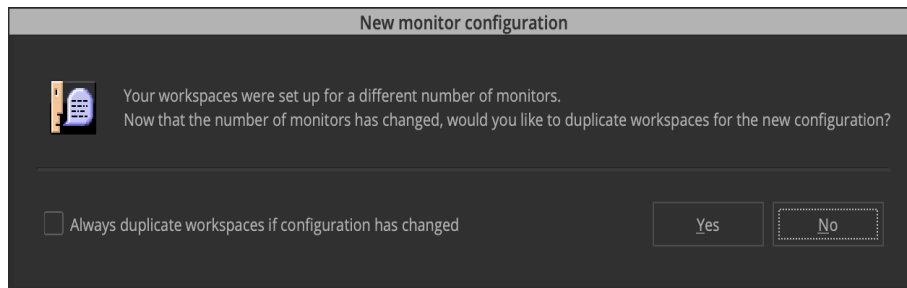 New monitor configuration
Your workspaces were set up for a different number of monitors.
Now that the number of monitors has changed, would you like to duplicate workspaces for the new configuration?
Always duplicate workspaces if configuration has changed
Yes
No